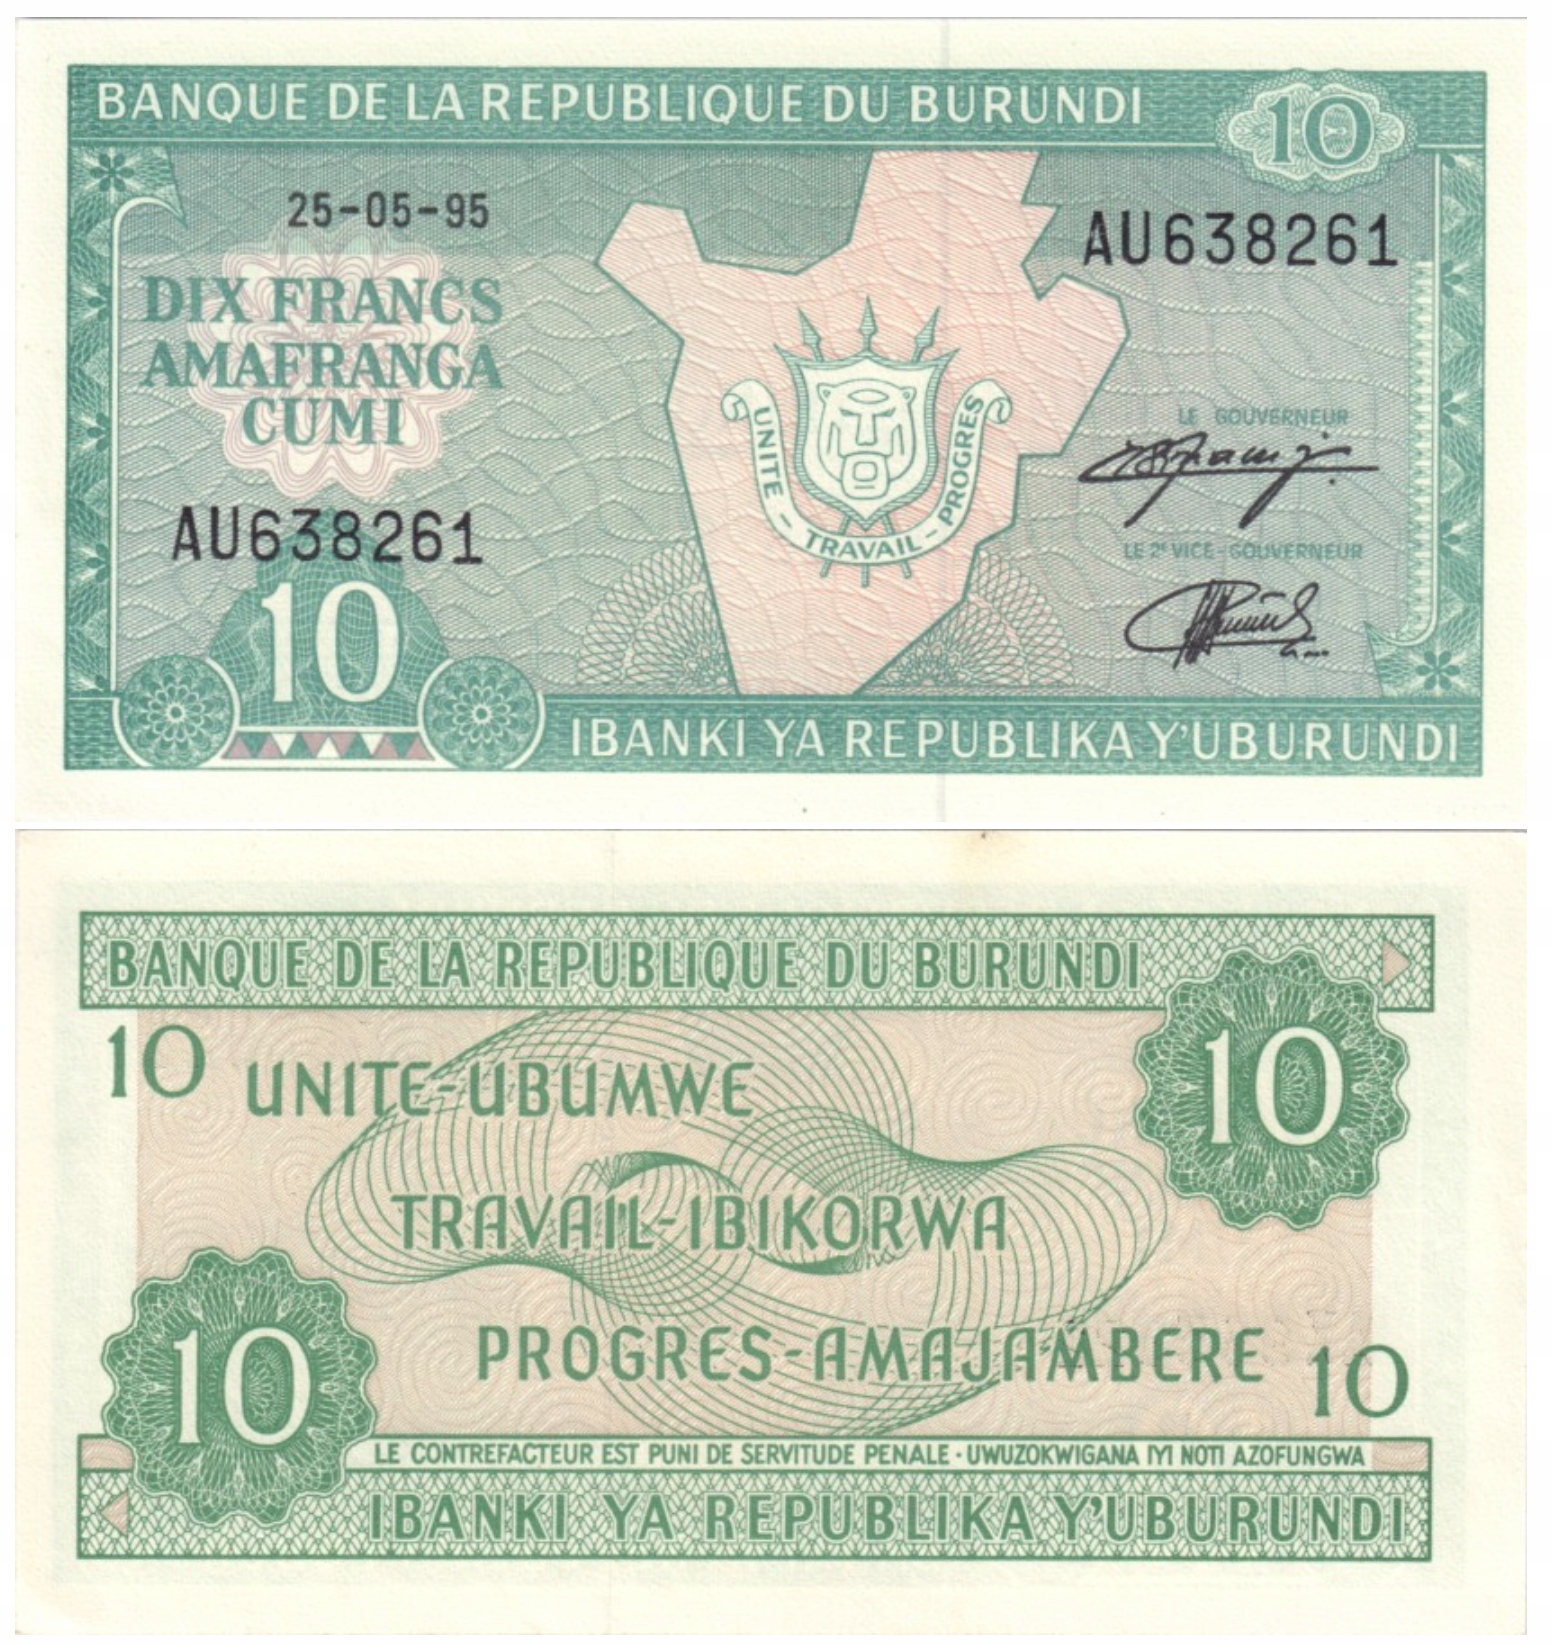 BANQUE DE LA REPUBLIQUE DU BURUNDI
10
25-05-95
AU638261
DIX FRANCS
AMAFRANGA
CUMI
UNITE - TRAVAIL - PROGRES
LE GOUVERNEUR
AU638261
LE 2e VICE-GOUVERNEUR
10
IBANKI YA REPUBLIKA Y'UBURUNDI
BANQUE DE LA REPUBLIQUE DU BURUNDI
10
10
UNITE-UBUMWE
TRAVAIL-IBIKORWA
PROGRES-AMAJAMBERE
10
10
LE CONTREFACTEUR EST PUNI DE SERVITUDE PENALE · UWUZOKWIGANA IYI NOTI AZOFUNGWA
IBANKI YA REPUBLIKA Y'UBURUNDI